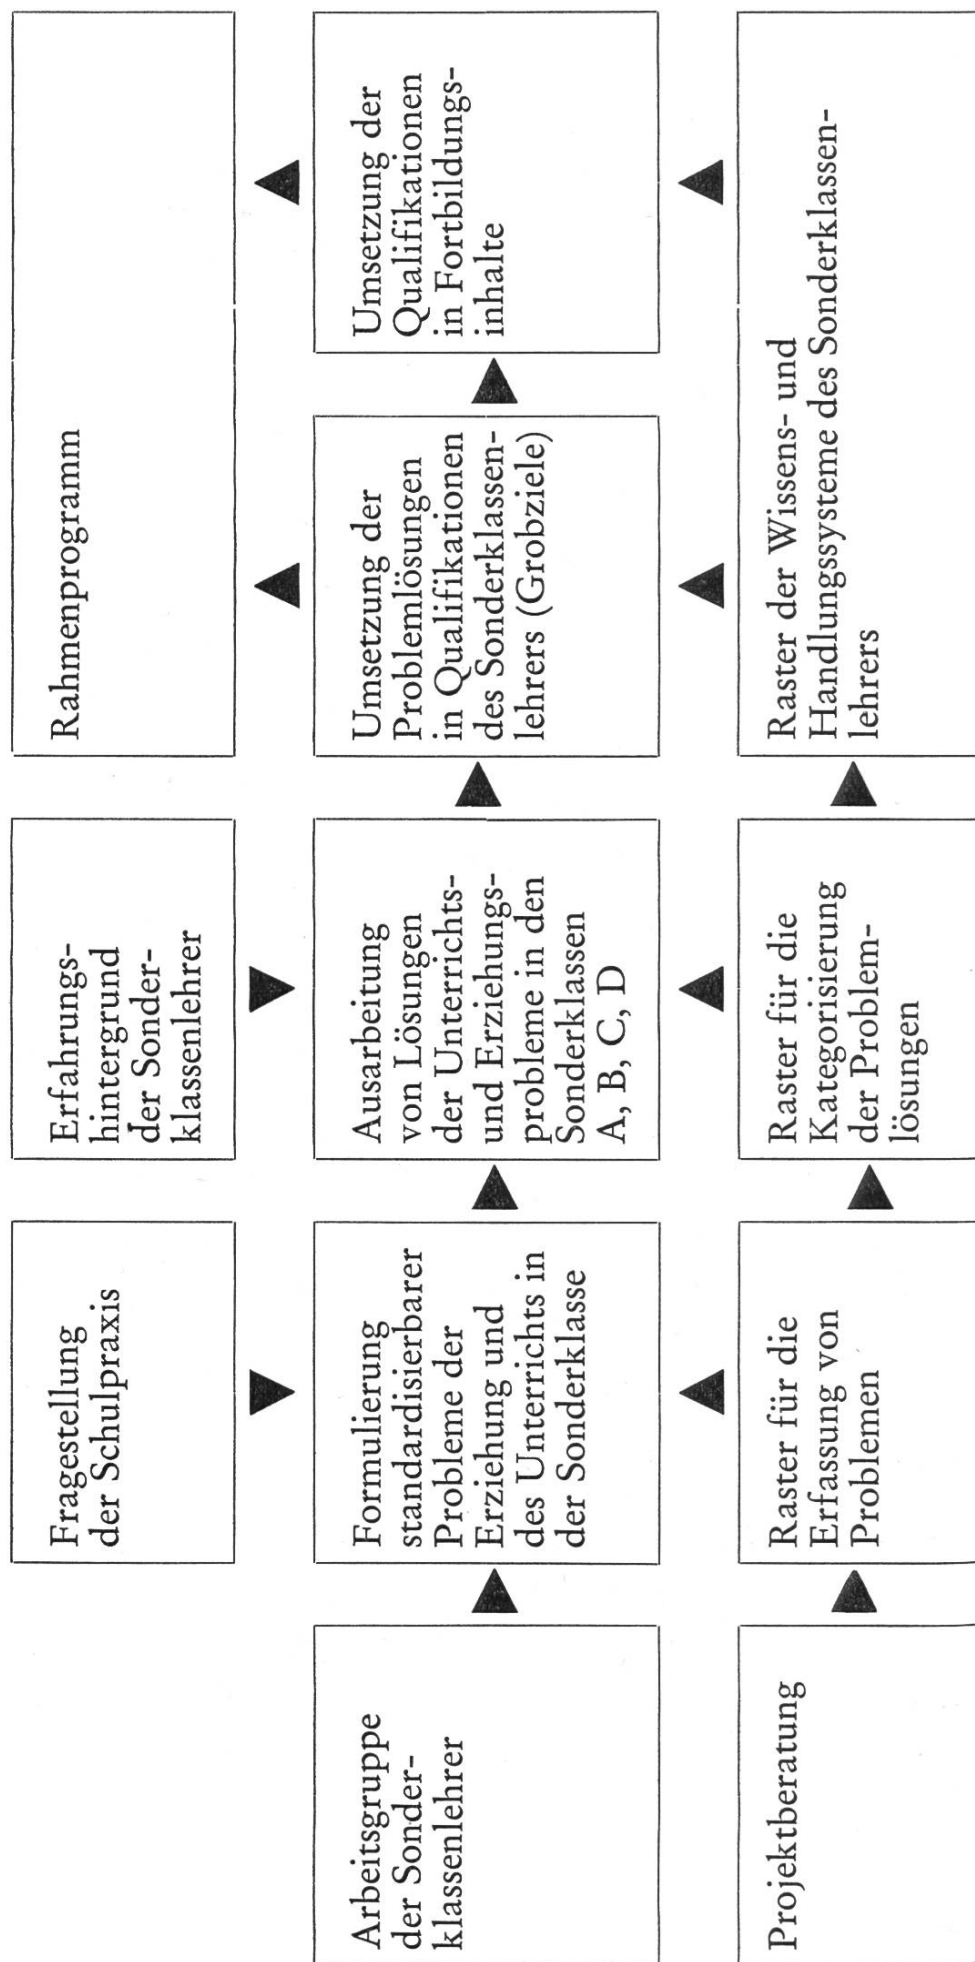 Fragestellung
der Schulpraxis
Erfahrungs-
hintergrund
der Sonder-
klassenlehrer
Rahmenprogramm
Arbeitsgruppe
der Sonder-
klassenlehrer
Formulierung
standardisierbarer
Probleme der
Erziehung und
des Unterrichts in
der Sonderklasse
Ausarbeitung
von Lösungen
der Unterrichts-
und Erziehungs-
probleme in den
Sonderklassen
A, B, C, D
Umsetzung der
Problemlösungen
in Qualifikationen
des Sonderklassen-
lehrers (Grobziele)
Umsetzung der
Qualifikationen
in Fortbildungs-
inhalte
Projektberatung
Raster für die
Erfassung von
Problemen
Raster für die
Kategorisierung
der Problem-
lösungen
Raster der Wissens- und
Handlungssysteme des Sonderklassen-
lehrers